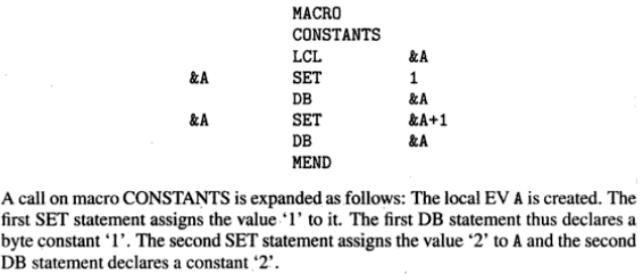 MACRO
CONSTANTS
LCL &A
&A SET 1
DB &A
&A SET &A+1
DB &A
MEND
A call on macro CONSTANTS is expanded as follows: The local EV A is created. The
first SET statement assigns the value ‘1’ to it. The first DB statement thus declares a
byte constant ‘1’. The second SET statement assigns the value ‘2’ to A and the second
DB statement declares a constant ‘2’.